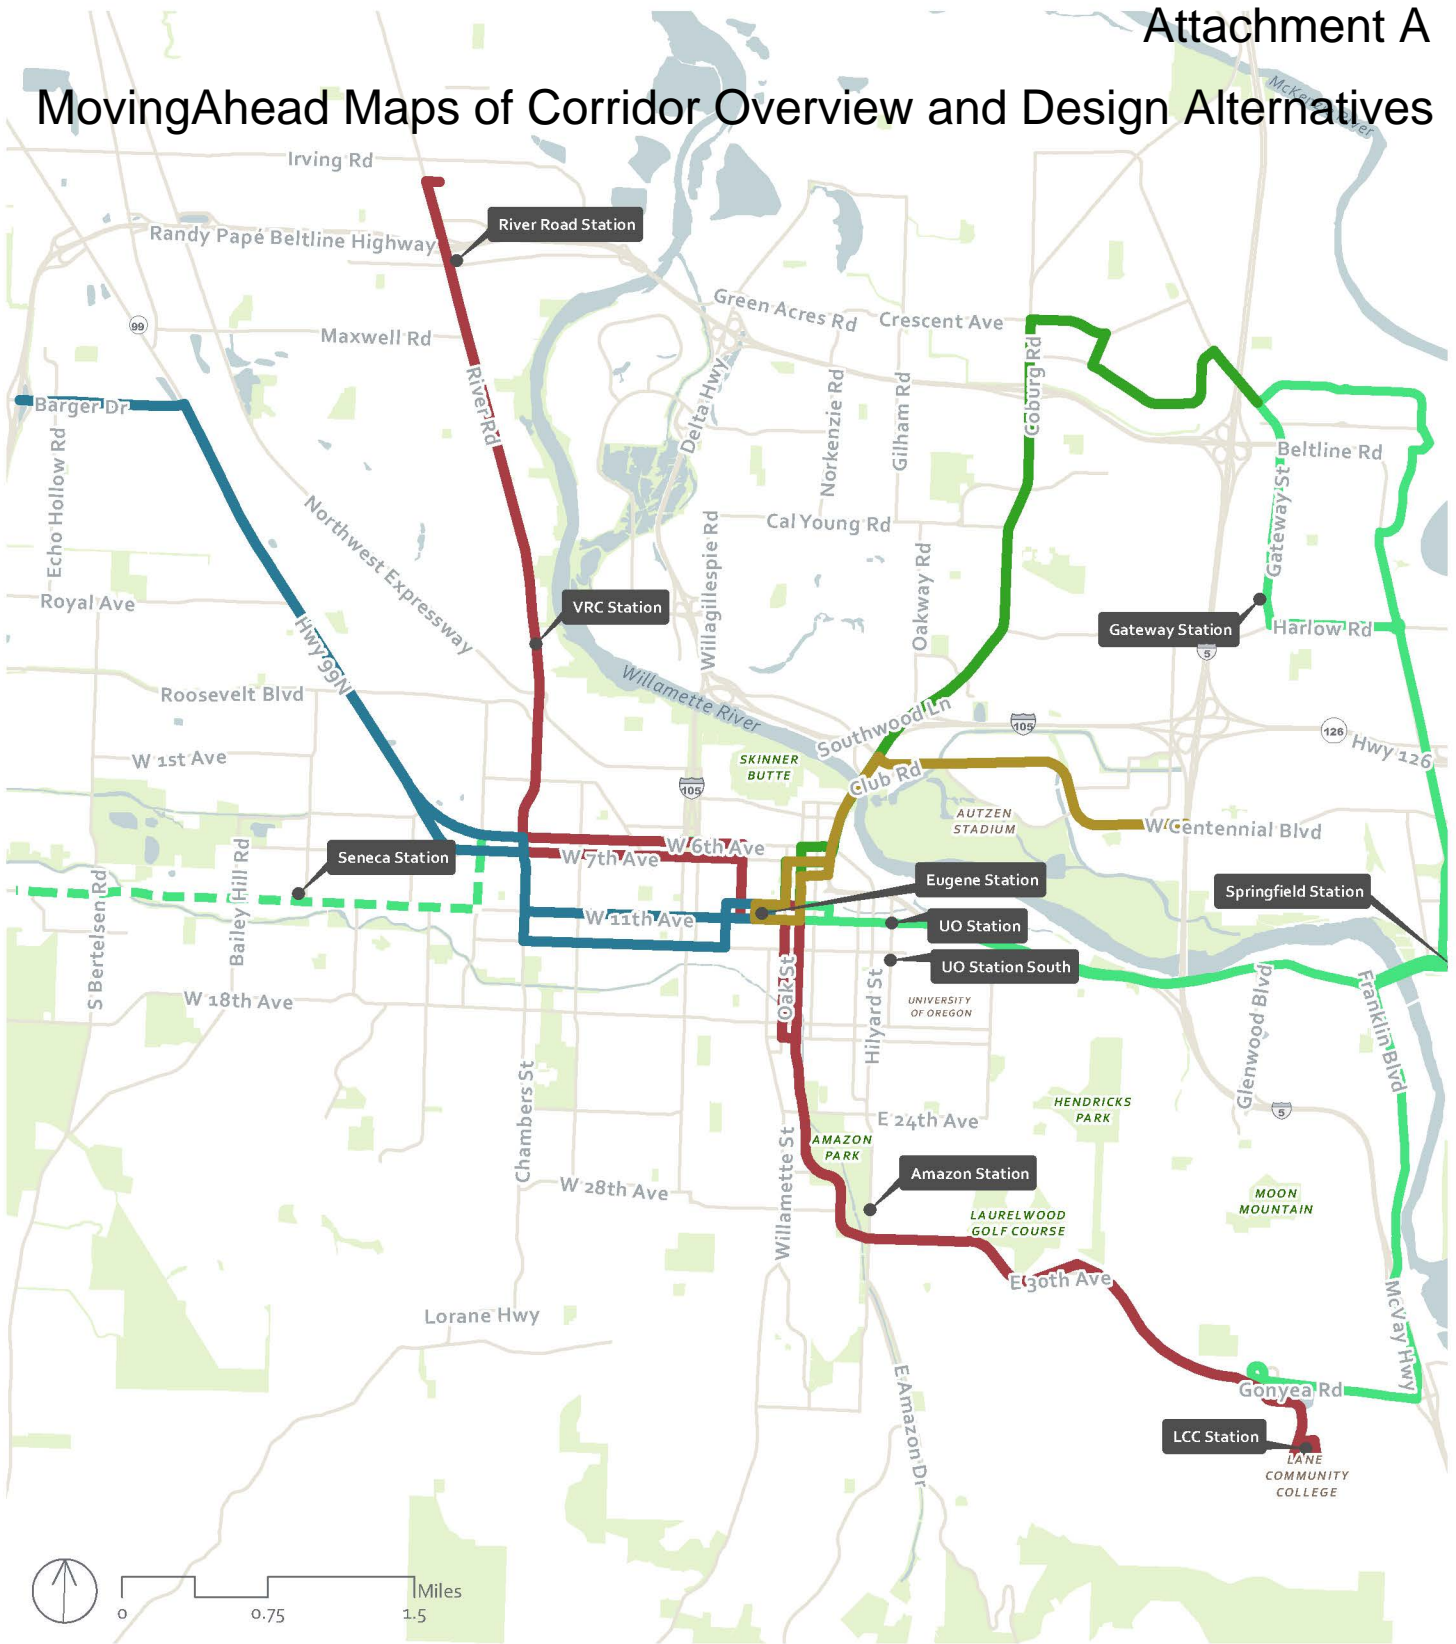 Attachment A
MovingAhead Maps of Corridor Overview and Design Alternatives
McKenzie River
Irving Rd
River Road Station
Randy Papé Beltline Highway
Green Acres Rd
Crescent Ave
99
Maxwell Rd
Coburg Rd
River Rd
Delta Hwy
Norkenzie Rd
Gilham Rd
Barger Dr
Beltline Rd
Echo Hollow Rd
Gateway St
Northwest Expressway
Cal Young Rd
Willagillespie Rd
Oakway Rd
Royal Ave
VRC Station
Gateway Station
Harlow Rd
5
Hwy 99N
Roosevelt Blvd
Willamette River
Southwood Ln
105
126
Hwy 126
W 1st Ave
SKINNER
BUTTE
Club Rd
105
AUTZEN
STADIUM
W Centennial Blvd
W 6th Ave
W 7th Ave
Seneca Station
Eugene Station
Springfield Station
S Bertelsen Rd
Bailey Hill Rd
W 11th Ave
UO Station
UO Station South
W 18th Ave
Oak St
Hilyard St
UNIVERSITY
OF OREGON
Glenwood Blvd
Franklin Blvd
Chambers St
HENDRICKS
PARK
5
E 24th Ave
AMAZON
PARK
Willamette St
Amazon Station
W 28th Ave
MOON
MOUNTAIN
LAURELWOOD
GOLF COURSE
E 30th Ave
McVay Hwy
Lorane Hwy
E Amazon Dr
Gonyea Rd
LCC Station
LANE
COMMUNITY
COLLEGE
Miles
0 0.75 1.5